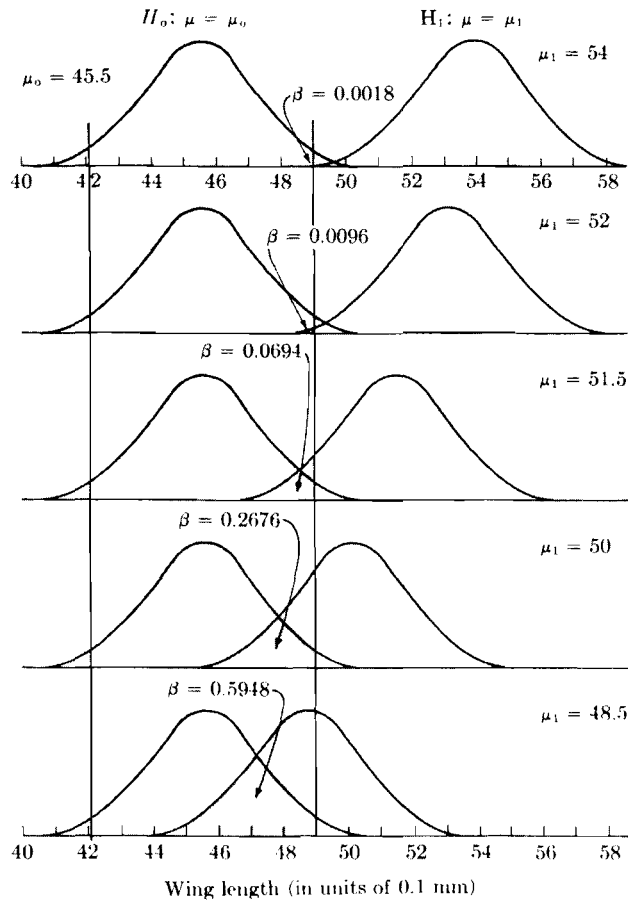 H₀: μ = μ₀ H₁: μ = μ₁
μ₀ = 45.5 μ₁ = 54
β = 0.0018
40 42 44 46 48 50 52 54 56 58
μ₁ = 52
β = 0.0096
β = 0.0694
μ₁ = 51.5
β = 0.2676
μ₁ = 50
β = 0.5948
μ₁ = 48.5
40 42 44 46 48 50 52 54 56 58
Wing length (in units of 0.1 mm)